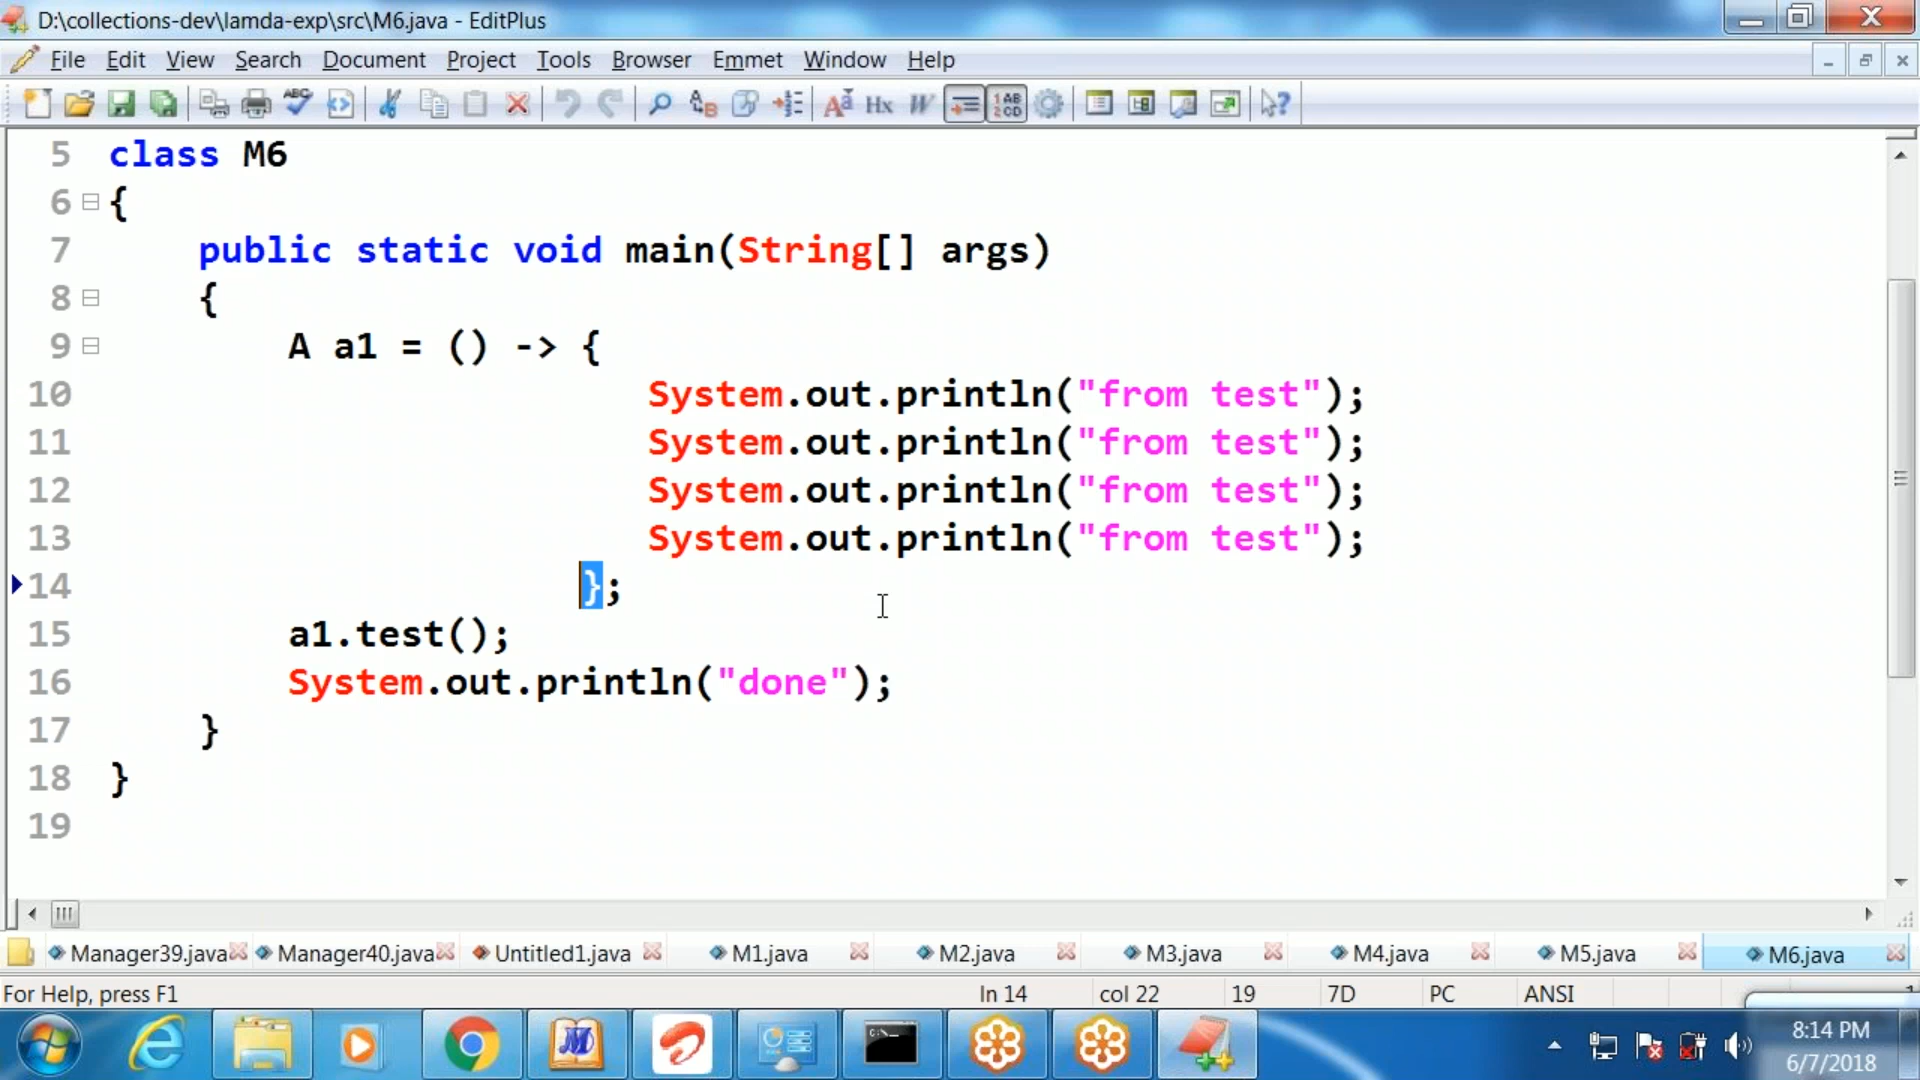 D:\collections-dev\lamda-exp\src\M6.java - EditPlus
File Edit View Search Document Project Tools Browser Emmet Window Help
5 class M6
6 {
7 public static void main(String[] args)
8 {
9 A a1 = () -> {
10 System.out.println("from test");
11 System.out.println("from test");
12 System.out.println("from test");
13 System.out.println("from test");
14 };
15 a1.test();
16 System.out.println("done");
17 }
18 }
19
Manager39.java Manager40.java Untitled1.java M1.java M2.java M3.java M4.java M5.java M6.java
For Help, press F1 ln 14 col 22 19 7D PC ANSI
8:14 PM
6/7/2018